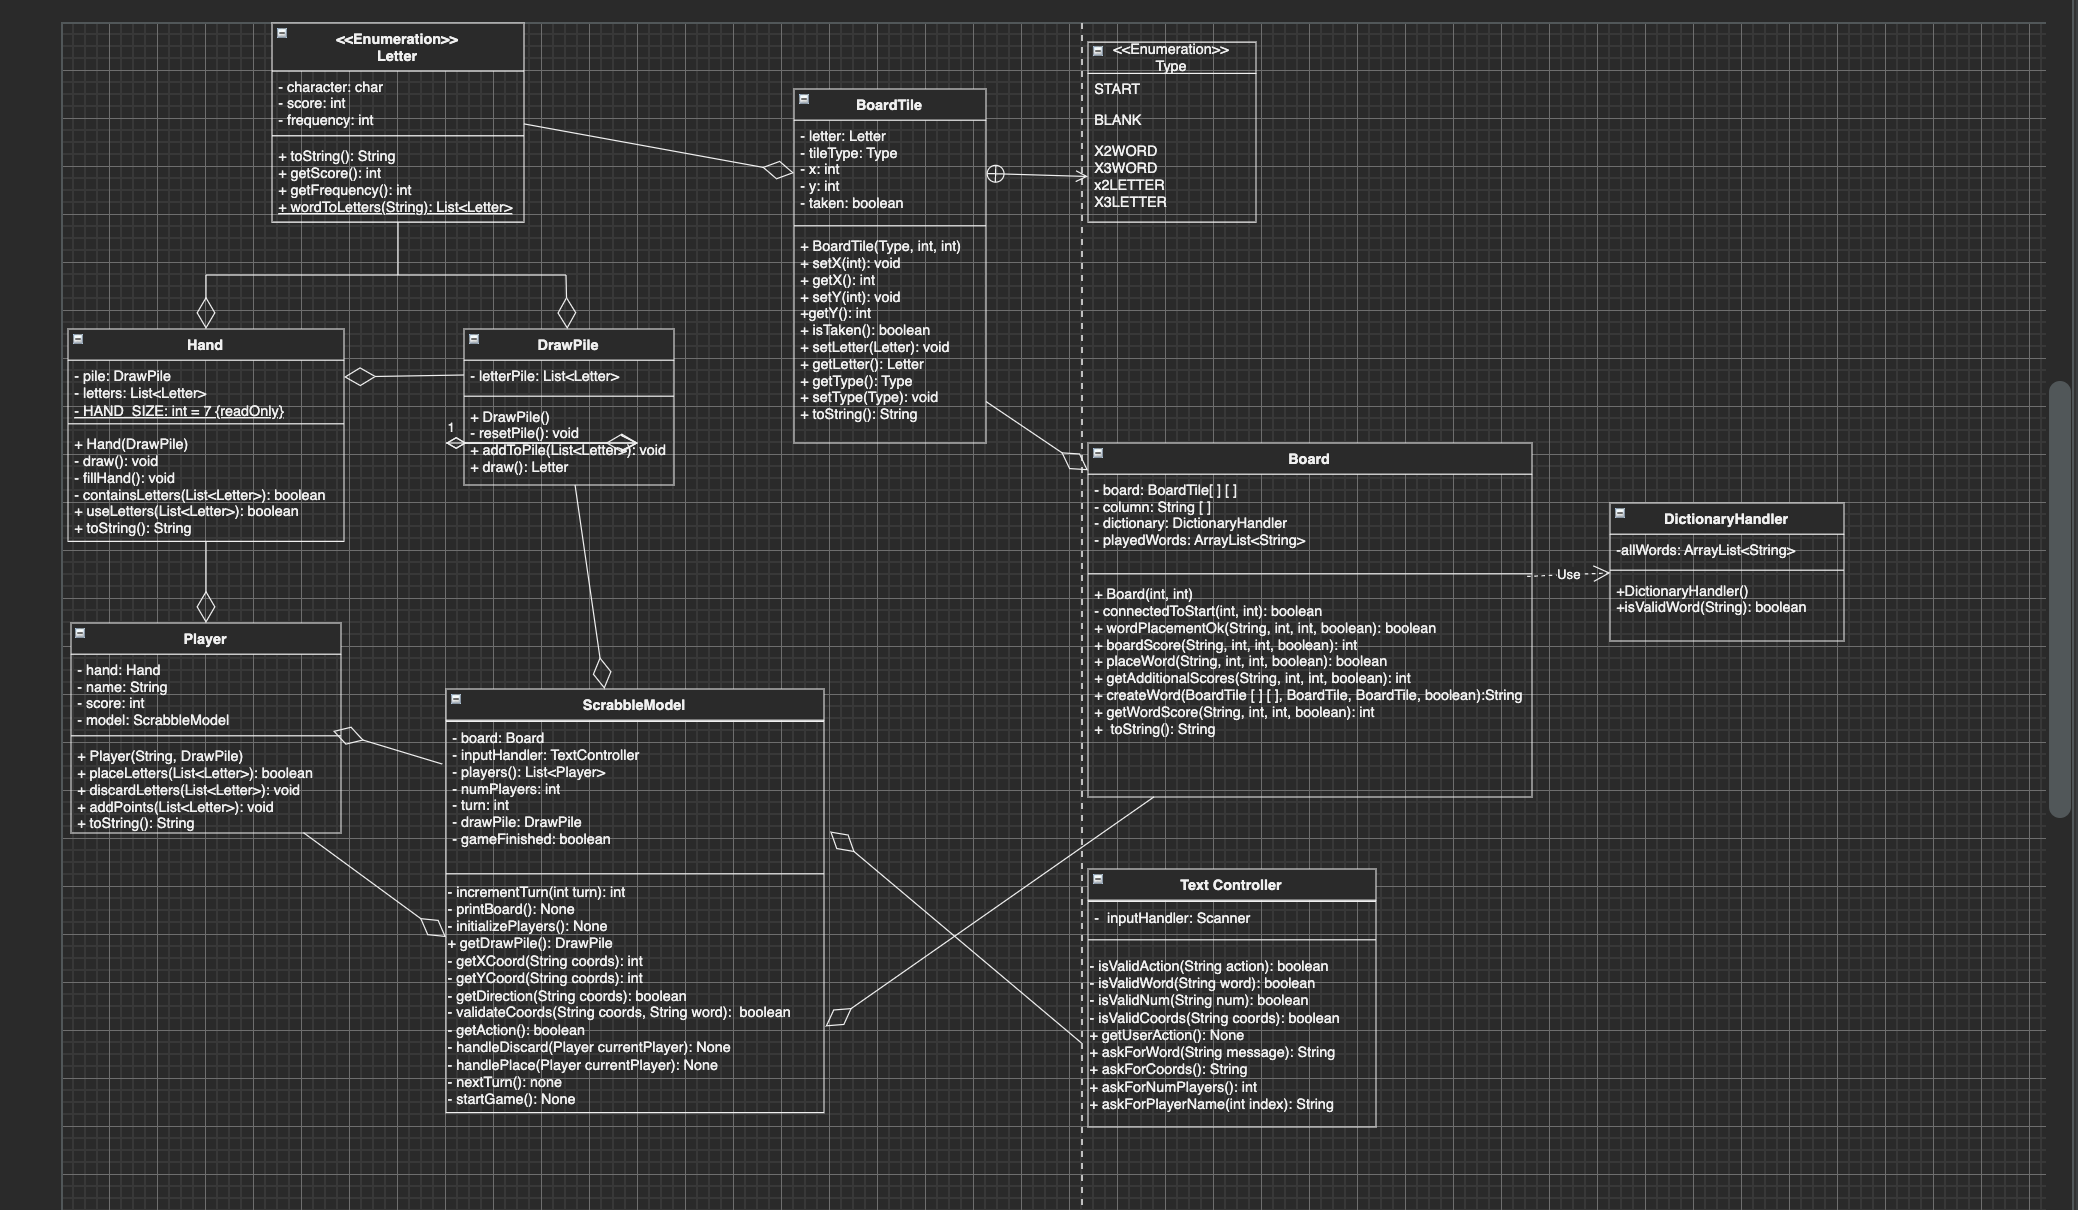 <<Enumeration>>
Letter
- character: char
- score: int
- frequency: int
+ toString(): String
+ getScore(): int
+ getFrequency(): int
+ wordToLetters(String): List<Letter>
<<Enumeration>>
Type
START
BLANK
X2WORD
X3WORD
x2LETTER
X3LETTER
BoardTile
- letter: Letter
- tileType: Type
- x: int
- y: int
- taken: boolean
+ BoardTile(Type, int, int)
+ setX(int): void
+ getX(): int
+ setY(int): void
+getY(): int
+ isTaken(): boolean
+ setLetter(Letter): void
+ getLetter(): Letter
+ getType(): Type
+ setType(Type): void
+ toString(): String
Hand
- pile: DrawPile
- letters: List<Letter>
- HAND_SIZE: int = 7 {readOnly}
+ Hand(DrawPile)
- draw(): void
- fillHand(): void
- containsLetters(List<Letter>): boolean
+ useLetters(List<Letter>): boolean
+ toString(): String
DrawPile
- letterPile: List<Letter>
+ DrawPile()
- resetPile(): void
+ addToPile(List<Letter>): void
+ draw(): Letter
1
Board
- board: BoardTile[ ] [ ]
- column: String [ ]
- dictionary: DictionaryHandler
- playedWords: ArrayList<String>
+ Board(int, int)
- connectedToStart(int, int): boolean
+ wordPlacementOk(String, int, int, boolean): boolean
+ boardScore(String, int, int, boolean): int
+ placeWord(String, int, int, boolean): boolean
+ getAdditionalScores(String, int, int, boolean): int
+ createWord(BoardTile [ ] [ ], BoardTile, BoardTile, boolean):String
+ getWordScore(String, int, int, boolean): int
+  toString(): String
Use
DictionaryHandler
-allWords: ArrayList<String>
+DictionaryHandler()
+isValidWord(String): boolean
Player
- hand: Hand
- name: String
- score: int
- model: ScrabbleModel
+ Player(String, DrawPile)
+ placeLetters(List<Letter>): boolean
+ discardLetters(List<Letter>): void
+ addPoints(List<Letter>): void
+ toString(): String
ScrabbleModel
- board: Board
- inputHandler: TextController
- players(): List<Player>
- numPlayers: int
- turn: int
- drawPile: DrawPile
- gameFinished: boolean
- incrementTurn(int turn): int
- printBoard(): None
- initializePlayers(): None
+ getDrawPile(): DrawPile
- getXCoord(String coords): int
- getYCoord(String coords): int
- getDirection(String coords): boolean
- validateCoords(String coords, String word):  boolean
- getAction(): boolean
- handleDiscard(Player currentPlayer): None
- handlePlace(Player currentPlayer): None
- nextTurn(): none
- startGame(): None
Text Controller
-  inputHandler: Scanner
- isValidAction(String action): boolean
- isValidWord(String word): boolean
- isValidNum(String num): boolean
- isValidCoords(String coords): boolean
+ getUserAction(): None
+ askForWord(String message): String
+ askForCoords(): String
+ askForNumPlayers(): int
+ askForPlayerName(int index): String